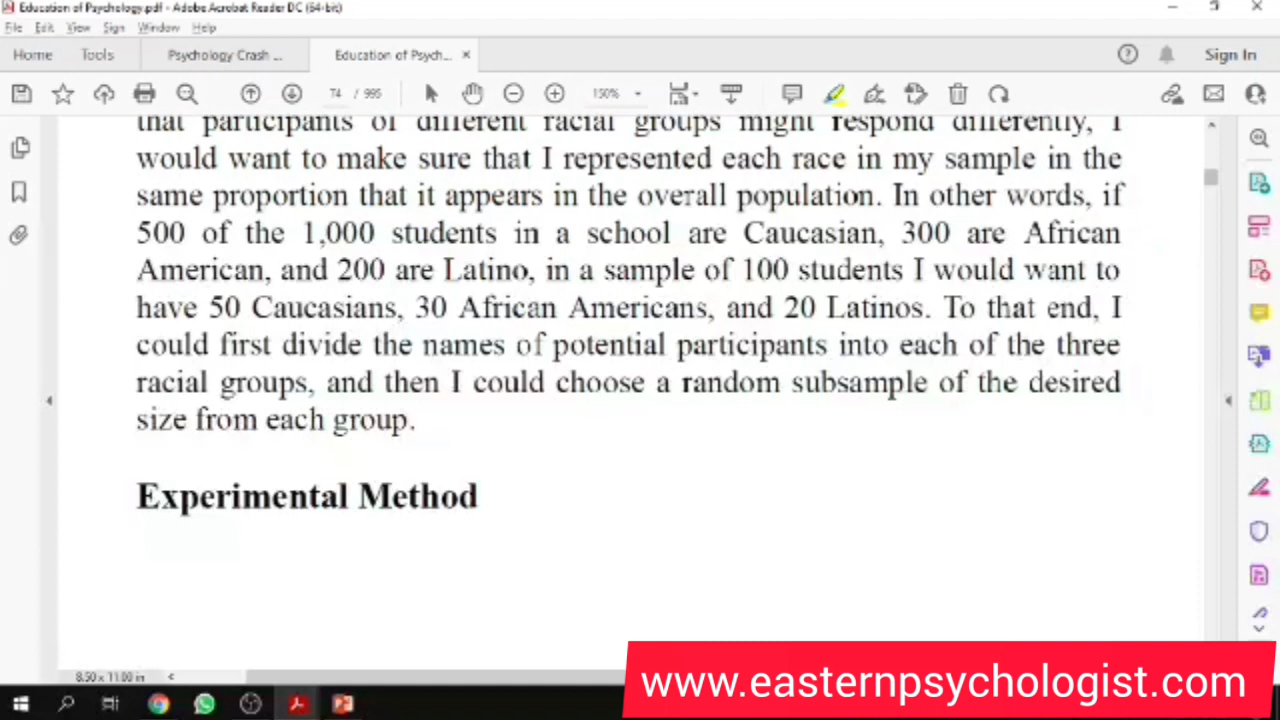 Education of Psychology.pdf - Adobe Acrobat Reader DC (64-bit)
File Edit View Sign Window Help
Home Tools Psychology Crash ... Education of Psych... × Sign In
74 / 995 150%
that participants of different racial groups might respond differently, I
would want to make sure that I represented each race in my sample in the
same proportion that it appears in the overall population. In other words, if
500 of the 1,000 students in a school are Caucasian, 300 are African
American, and 200 are Latino, in a sample of 100 students I would want to
have 50 Caucasians, 30 African Americans, and 20 Latinos. To that end, I
could first divide the names of potential participants into each of the three
racial groups, and then I could choose a random subsample of the desired
size from each group.
Experimental Method
8.50 x 11.00 in
www.easternpsychologist.com